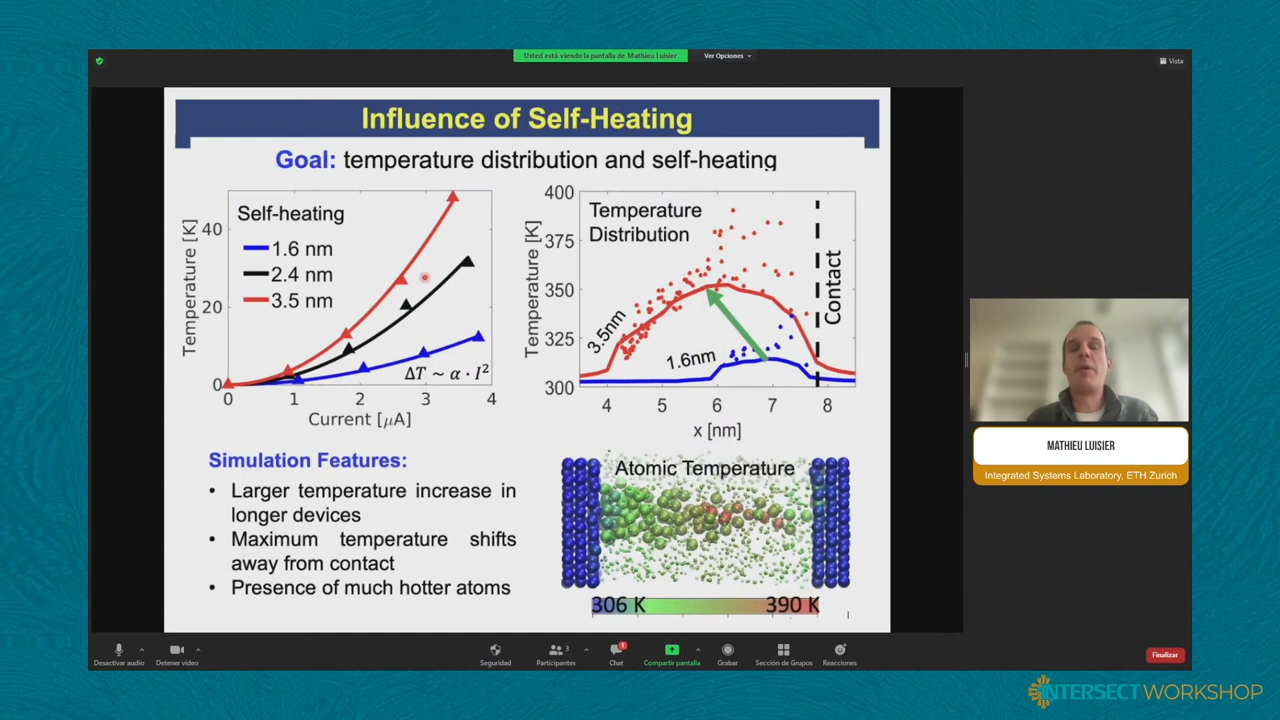 Usted está viendo la pantalla de Mathieu Luisier
Ver Opciones
Vista
Influence of Self-Heating
Goal: temperature distribution and self-heating
Self-heating
1.6 nm
2.4 nm
3.5 nm
Temperature [K]
40
20
0
ΔT ~ α · I²
0 1 2 3 4
Current [μA]
Temperature Distribution
Temperature [K]
400
375
350
325
300
3.5nm
1.6nm
Contact
4 5 6 7 8
x [nm]
Simulation Features:
• Larger temperature increase in
longer devices
• Maximum temperature shifts
away from contact
• Presence of much hotter atoms
Atomic Temperature
306 K 390 K
MATHIEU LUISIER
Integrated Systems Laboratory, ETH Zurich
Desactivar audio
Detener video
Seguridad
Participantes
3
Chat
1
Compartir pantalla
Grabar
Sección de Grupos
Reacciones
Finalizar
INTERSECT WORKSHOP